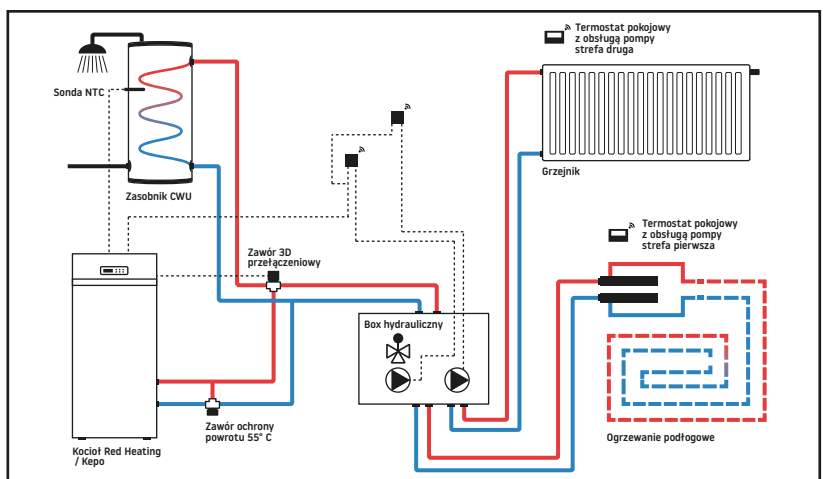 Termostat pokojowy
z obsługą pompy
strefa druga
Sonda NTC
Grzejnik
Zasobnik CWU
Termostat pokojowy
z obsługą pompy
strefa pierwsza
Zawór 3D
przełączeniowy
Box hydrauliczny
Zawór ochrony
powrotu 55° C
Ogrzewanie podłogowe
Kocioł Red Heating
/ Kepo